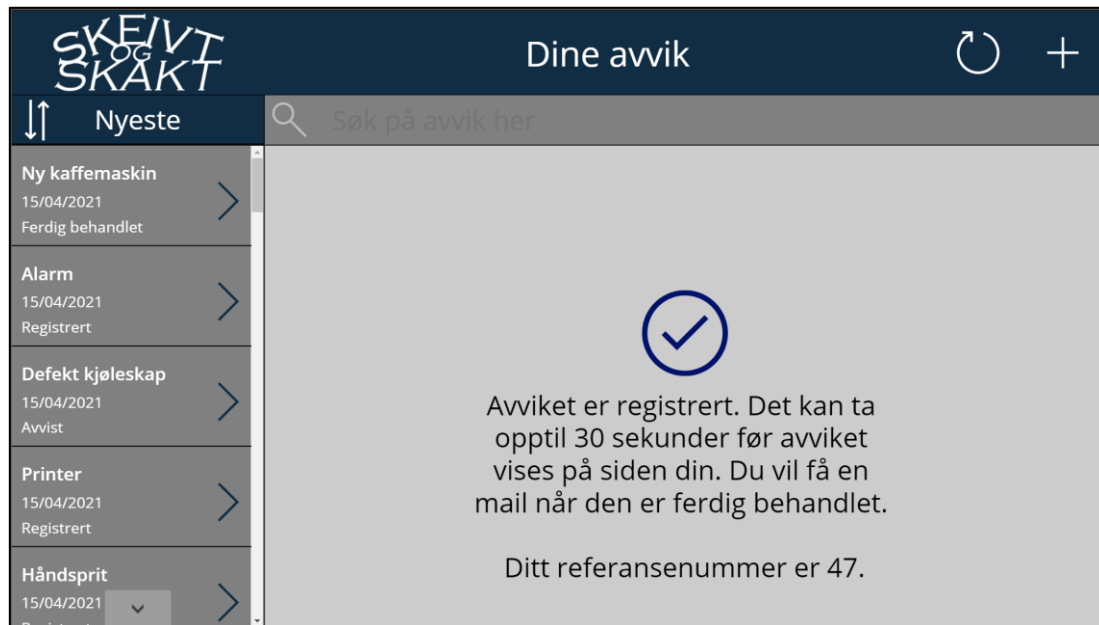 SKEIVT
OG
SKAKT
Dine avvik
Nyeste
Søk på avvik her
Ny kaffemaskin
15/04/2021
Ferdig behandlet
Alarm
15/04/2021
Registrert
Defekt kjøleskap
15/04/2021
Avvist
Printer
15/04/2021
Registrert
Håndsprit
15/04/2021
Avviket er registrert. Det kan ta
opptil 30 sekunder før avviket
vises på siden din. Du vil få en
mail når den er ferdig behandlet.
Ditt referansenummer er 47.